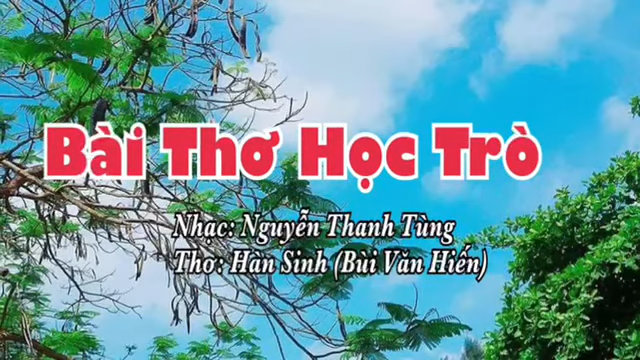 Bài Thơ Học Trò
Nhạc: Nguyễn Thanh Tùng
Thơ: Hàn Sinh (Bùi Văn Hiến)